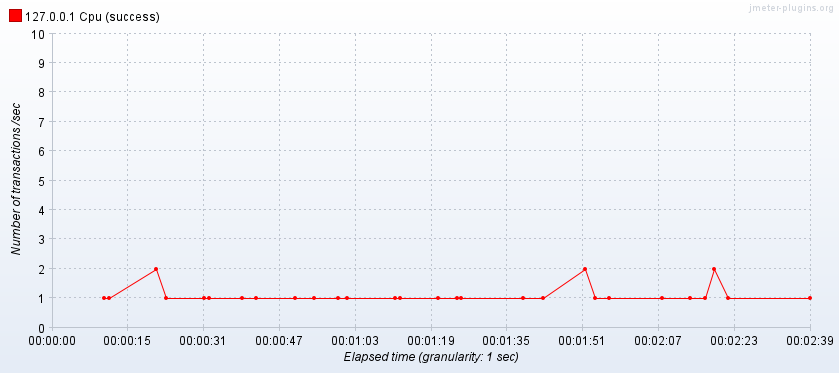 jmeter-plugins.org
127.0.0.1 Cpu (success)
10
9
8
7
6
5
4
3
2
1
0
Number of transactions /sec
00:00:00 00:00:15 00:00:31 00:00:47 00:01:03 00:01:19 00:01:35 00:01:51 00:02:07 00:02:23 00:02:39
Elapsed time (granularity: 1 sec)